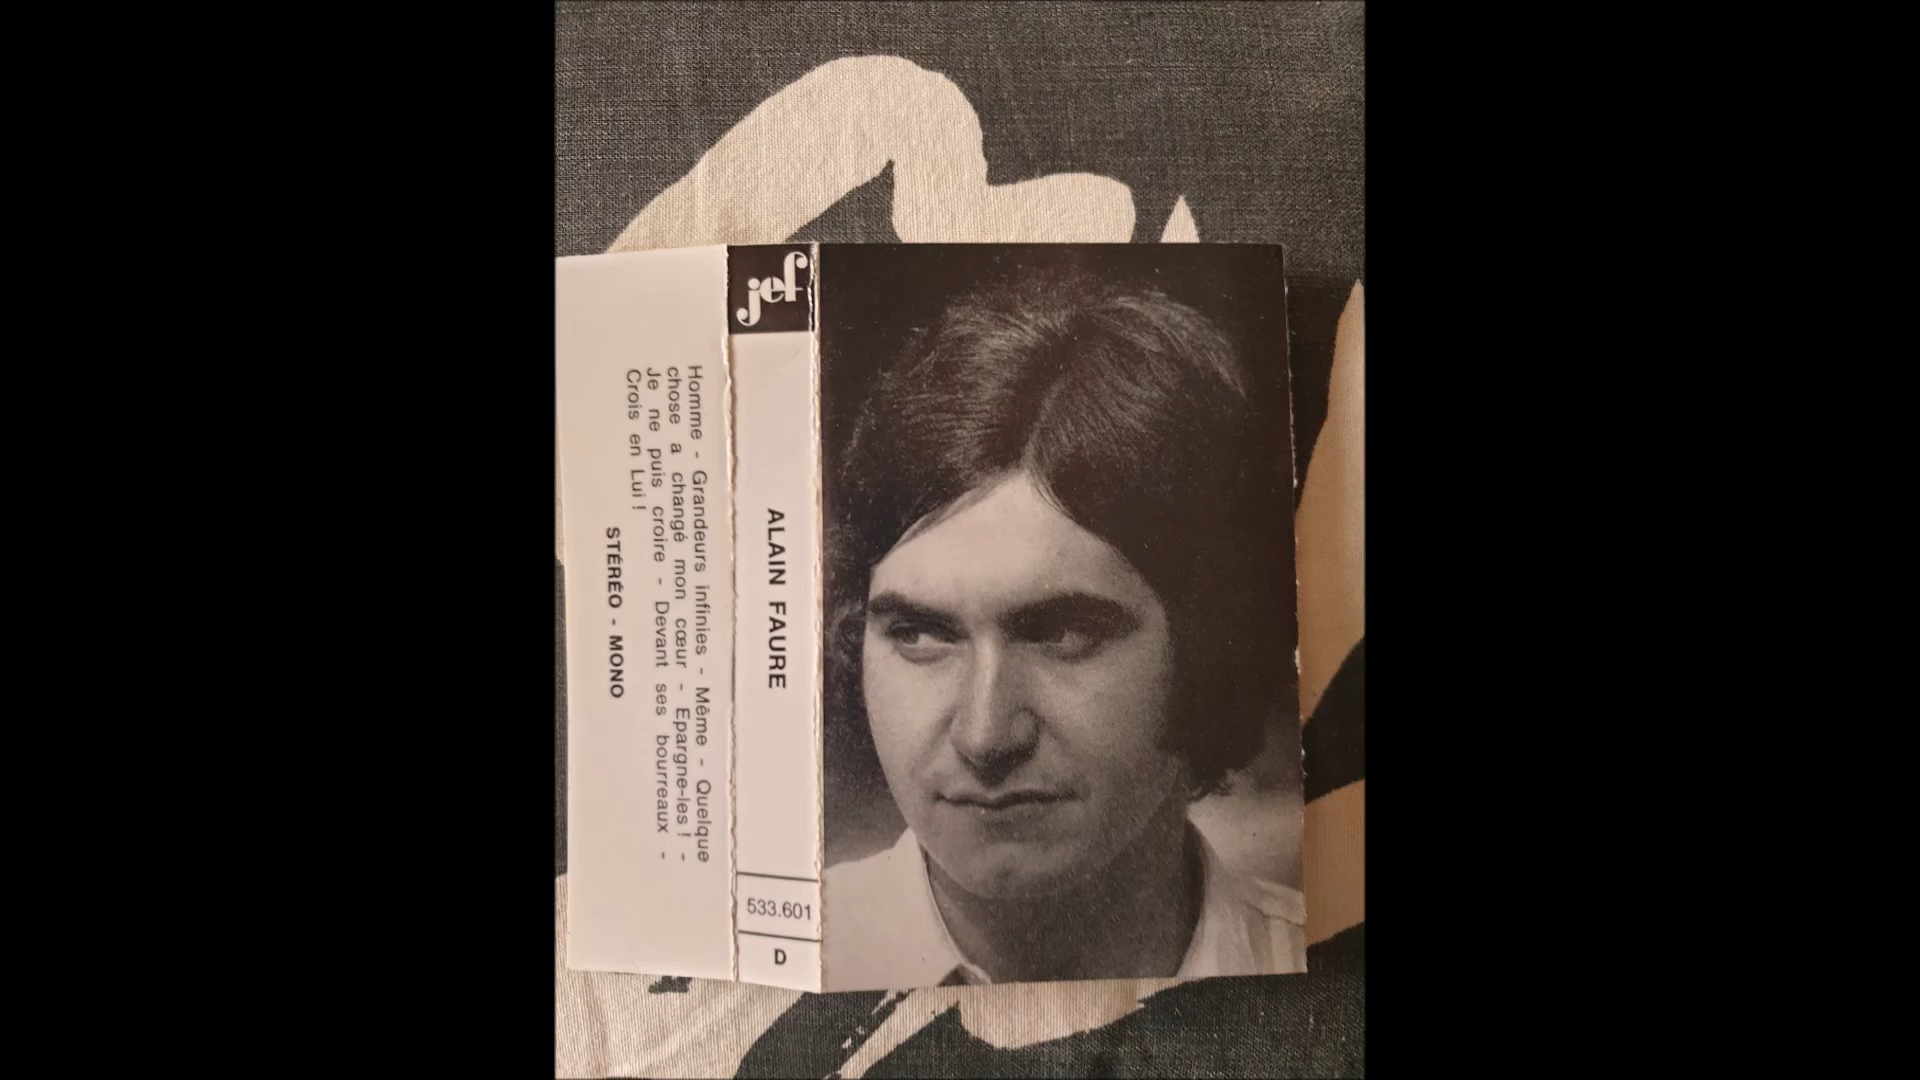 jef
ALAIN FAURE
533.601
D
Homme - Grandeurs infinies - Même - Quelque
chose a changé mon cœur - Epargne-les ! -
Je ne puis croire - Devant ses bourreaux -
Crois en Lui !
STÉRÉO - MONO